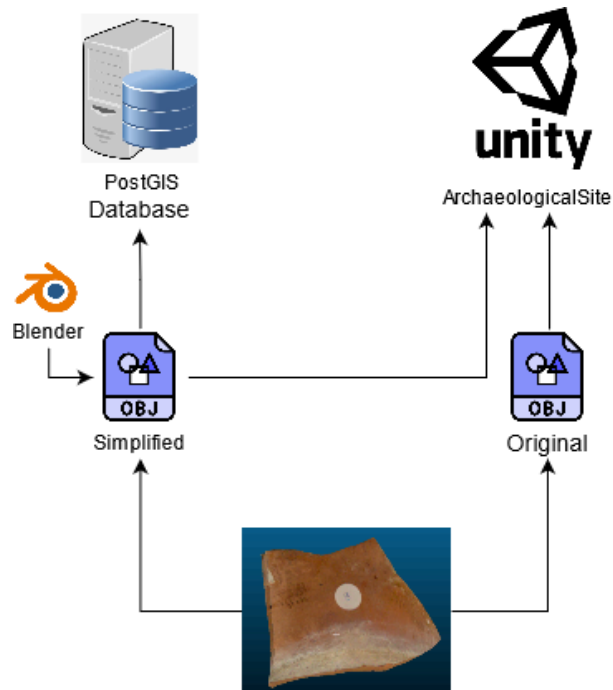 unity
PostGIS
Database
ArchaeologicalSite
Blender
OBJ
OBJ
Simplified
Original